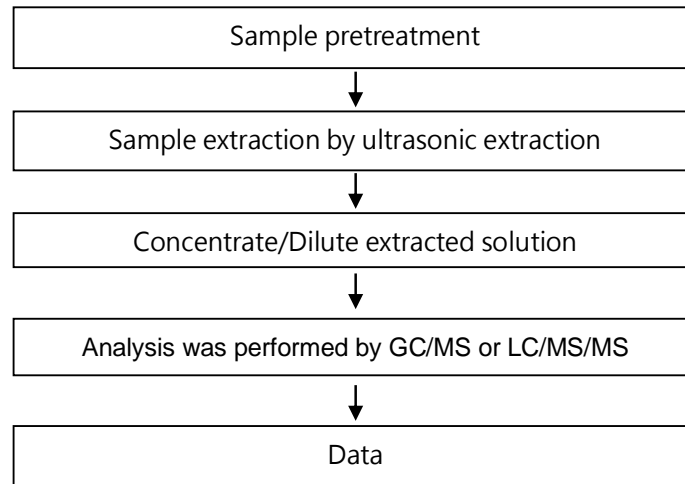 Sample pretreatment
Sample extraction by ultrasonic extraction
Concentrate/Dilute extracted solution
Analysis was performed by GC/MS or LC/MS/MS
Data